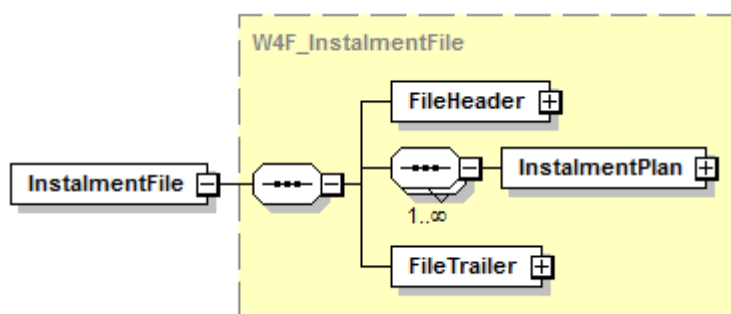 W4F_InstalmentFile
FileHeader
InstalmentFile
InstalmentPlan
1..∞
FileTrailer